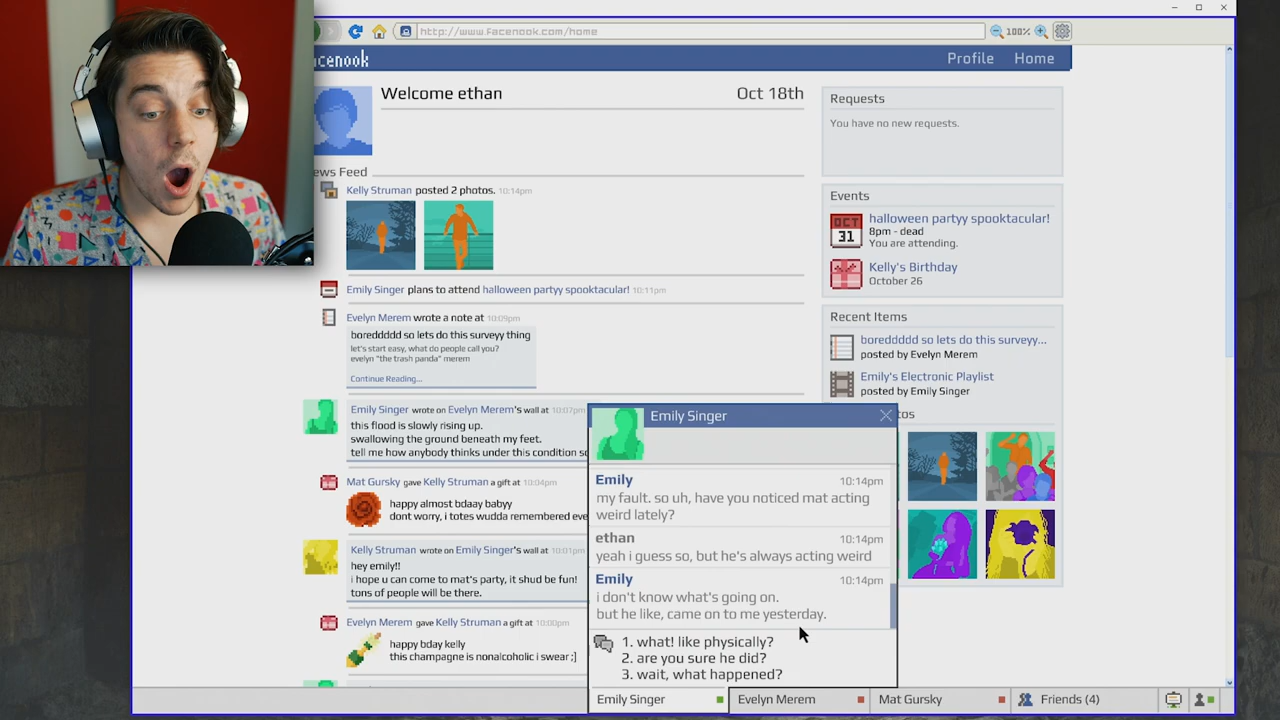 http://www.Facenook.com/home
100%
cenook
Profile
Home
Welcome ethan
Oct 18th
ews Feed
Kelly Struman posted 2 photos. 10:14pm
Emily Singer plans to attend halloween partyy spooktacular! 10:11pm
Evelyn Merem wrote a note at 10:09pm
boreddddd so lets do this surveyy thing
let's start easy, what do people call you?
evelyn "the trash panda" merem
Continue Reading...
Emily Singer wrote on Evelyn Merem's wall at 10:07pm
this flood is slowly rising up.
swallowing the ground beneath my feet.
tell me how anybody thinks under this condition so
Mat Gursky gave Kelly Struman a gift at 10:04pm
happy almost bdaay babyy
dont worry, i totes wudda remembered eve
Kelly Struman wrote on Emily Singer's wall at 10:01pm
hey emily!!
i hope u can come to mat's party, it shud be fun!
tons of people will be there.
Evelyn Merem gave Kelly Struman a gift at 10:00pm
happy bday kelly
this champagne is nonalcoholic i swear ;]
Requests
You have no new requests.
Events
OCT
31
halloween partyy spooktacular!
8pm - dead
You are attending.
Kelly's Birthday
October 26
Recent Items
boreddddd so lets do this surveyy...
posted by Evelyn Merem
Emily's Electronic Playlist
posted by Emily Singer
otos
Emily Singer
Emily 10:14pm
my fault. so uh, have you noticed mat acting
weird lately?
ethan 10:14pm
yeah i guess so, but he's always acting weird
Emily 10:14pm
i don't know what's going on.
but he like, came on to me yesterday.
1. what! like physically?
2. are you sure he did?
3. wait, what happened?
Emily Singer
Evelyn Merem
Mat Gursky
Friends (4)